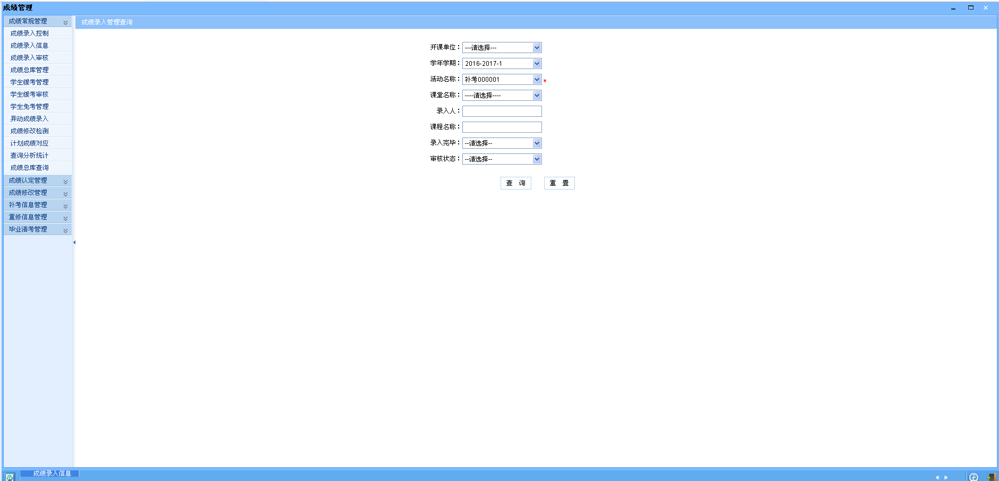 成绩管理
成绩常规管理
成绩录入控制
成绩录入信息
成绩录入审核
成绩总库管理
学生缓考管理
学生缓考审核
学生免考管理
异动成绩录入
成绩修改检测
计划成绩对应
查询分析统计
成绩总库查询
成绩认定管理
成绩修改管理
补考信息管理
重修信息管理
毕业清考管理
成绩录入管理查询
开课单位：---请选择---
学年学期：2016-2017-1
活动名称：补考000001 *
课堂名称：----请选择----
录入人：
课程名称：
录入完毕：--请选择--
审核状态：--请选择--
查 询 重 置
成绩录入信息